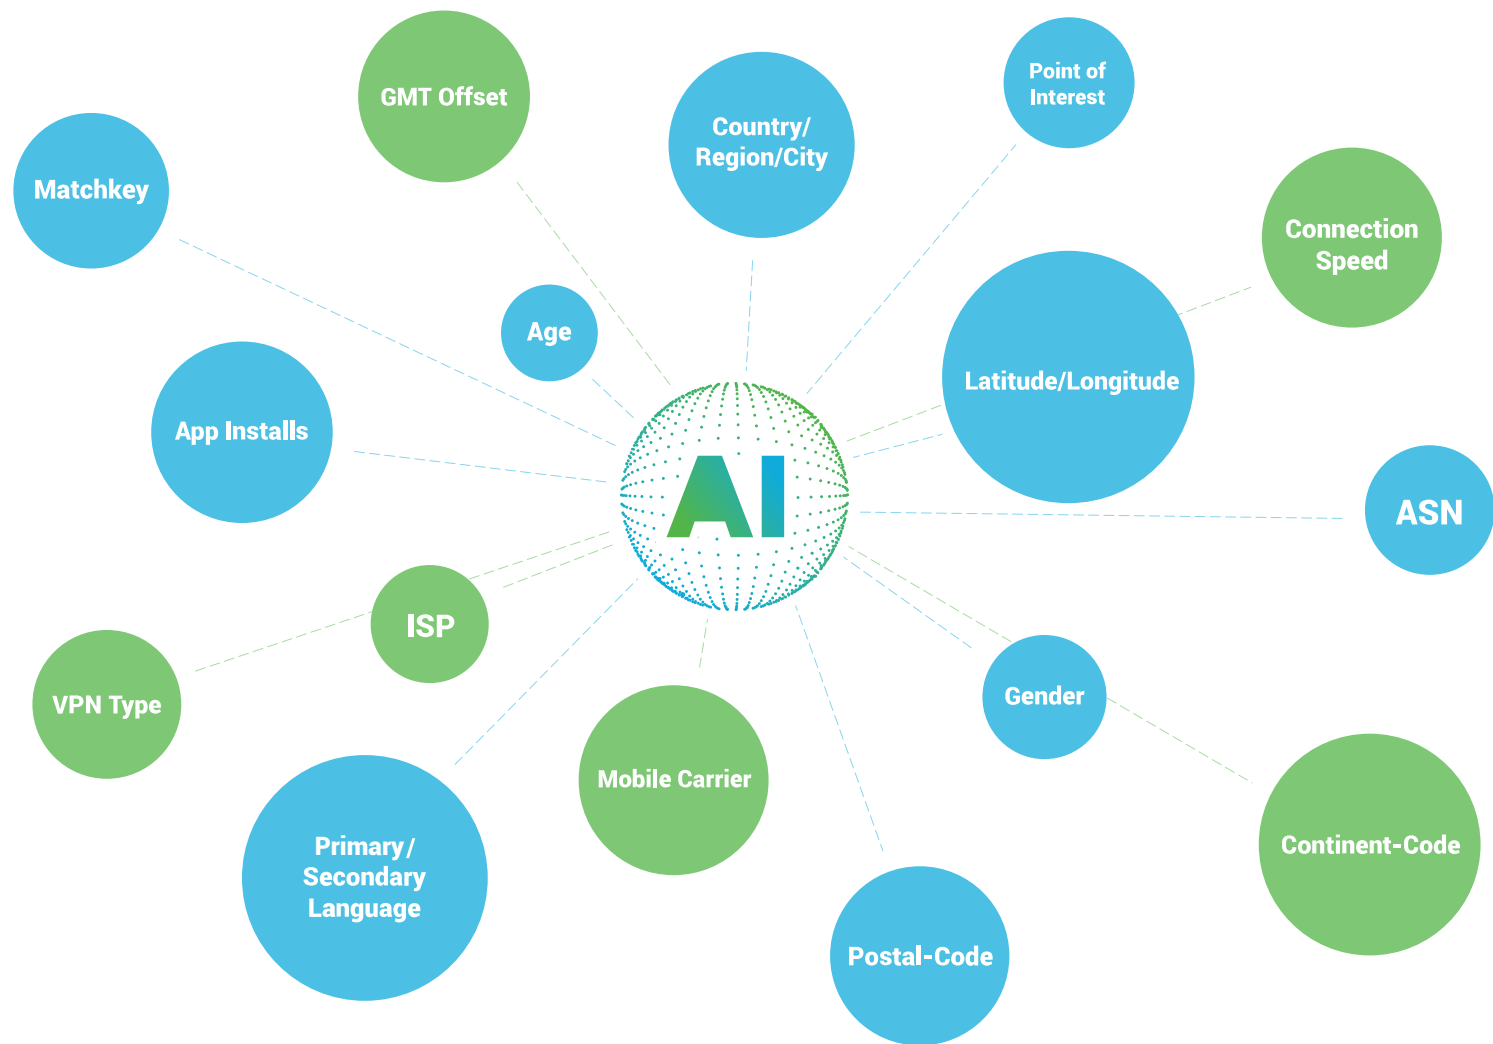 GMT Offset
Point of
Interest
Country/
Region/City
Matchkey
Connection
Speed
Age
Latitude/Longitude
App Installs
AI
ASN
ISP
VPN Type
Gender
Mobile Carrier
Primary/
Secondary
Language
Continent-Code
Postal-Code